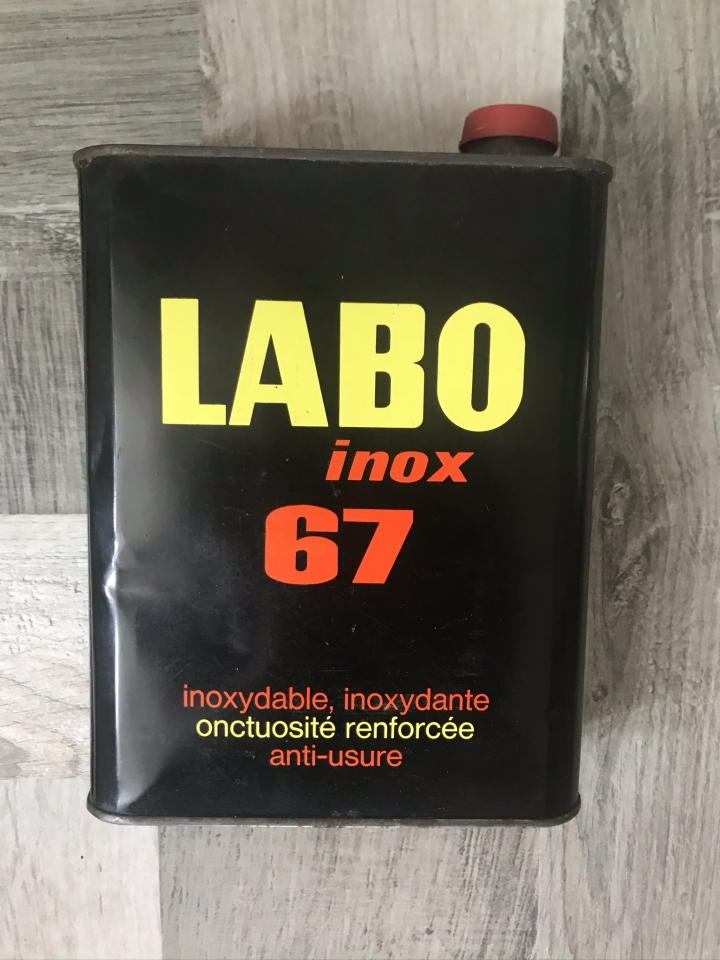 LABO
inox
67
inoxydable, inoxydante
onctuosité renforcée
anti-usure